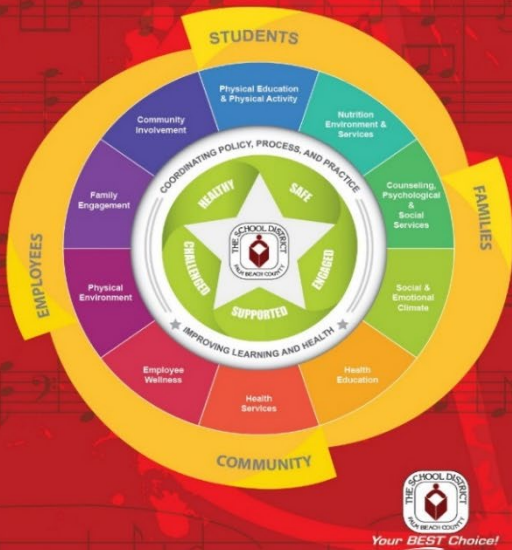 STUDENTS
Physical Education
& Physical Activity
Nutrition
Environment &
Services
Counseling,
Psychological
&
Social
Services
Social &
Emotional
Climate
Health
Education
Health
Services
Employee
Wellness
Physical
Environment
Family
Engagement
Community
Involvement
FAMILIES
COMMUNITY
EMPLOYEES
COORDINATING POLICY, PROCESS, AND PRACTICE
IMPROVING LEARNING AND HEALTH
HEALTHY
SAFE
ENGAGED
SUPPORTED
CHALLENGED
THE SCHOOL DISTRICT
PALM BEACH COUNTY
THE SCHOOL DISTRICT
PALM BEACH COUNTY
Your BEST Choice!